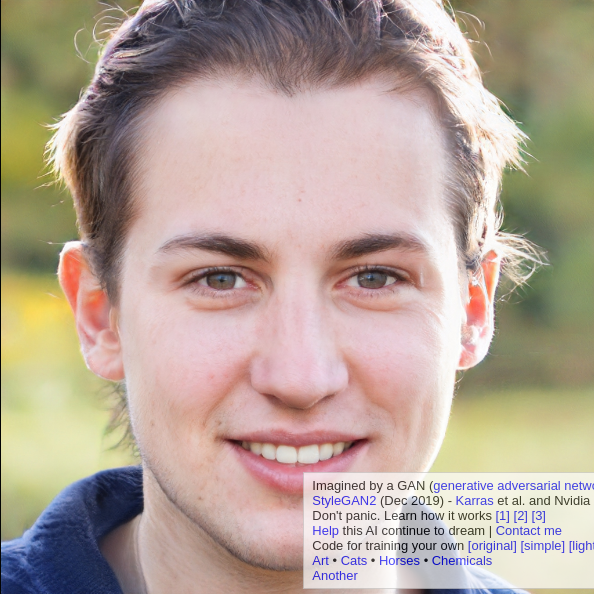 Imagined by a GAN (generative adversarial
StyleGAN2 (Dec 2019) - Karras et al. and Nvidia
Don't panic. Learn how it works [1] [2] [3]
Help this AI continue to dream | Contact me
Code for training your own [original] [simple]
Art • Cats • Horses • Chemicals
Another